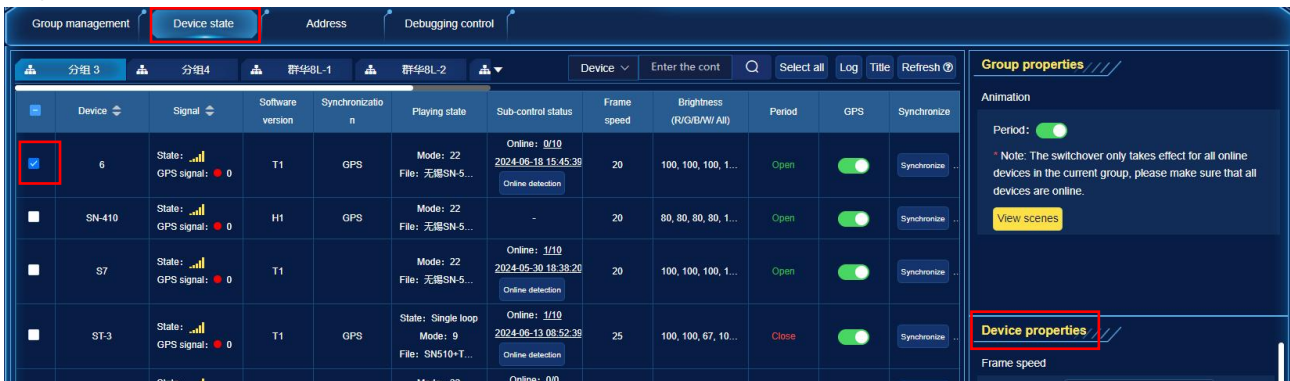 Group management Device state Address Debugging control
分组 3 分组4 群华8L-1 群华8L-2 Device Enter the cont Select all Log Title Refresh
Device Signal Software version Synchronizatio n Playing state Sub-control status Frame speed Brightness (R/G/B/W/ All) Period GPS Synchronize
6 State: GPS signal: 0 T1 GPS Mode: 22 File: 无锡SN-5... Online: 0/10 2024-06-18 15:45:39 Online detection 20 100, 100, 100, 1... Open Synchronize ..
SN-410 State: GPS signal: 0 H1 GPS Mode: 22 File: 无锡SN-5... - 20 80, 80, 80, 80, 1... Open Synchronize ..
S7 State: GPS signal: 0 T1 Mode: 22 File: 无锡SN-5... Online: 1/10 2024-05-30 18:38:20 Online detection 20 100, 100, 100, 1... Open Synchronize ..
ST-3 State: GPS signal: 0 T1 GPS State: Single loop Mode: 9 File: SN510+T... Online: 1/10 2024-06-13 08:52:39 Online detection 25 100, 100, 67, 10... Close Synchronize ..
Group properties
Animation
Period:
* Note: The switchover only takes effect for all online
devices in the current group, please make sure that all
devices are online.
View scenes
Device properties
Frame speed